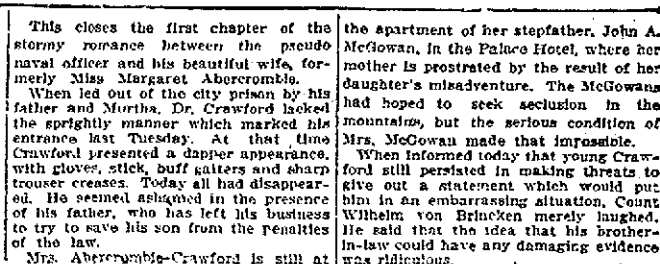 This closes the first chapter of the
stormy romance between the pseudo
naval officer and his beautiful wife, for-
merly Miss Margaret Abercromble.
When led out of the city prison by his
father and Murtha, Dr. Crawford lacked
the sprightly manner which marked his
entrance last Tuesday. At that time
Crawford presented a dapper appearance,
with gloves, stick, buff gaiters and sharp
trouser creases. Today all had disappear-
ed. He seemed ashamed in the presence
of his father, who has left his business
to try to save his son from the penalties
of the law.
Mrs. Abercrombie-Crawford is still at
the apartment of her stepfather, John A.
McGowan, in the Palace Hotel, where her
mother is prostrated by the result of her
daughter's misadventure. The McGowans
had hoped to seek seclusion in the
mountains, but the serious condition of
Mrs. McGowan made that impossible.
When informed today that young Craw-
ford still persisted in making threats to
give out a statement which would put
him in an embarrassing situation, Count
Wilhelm von Brincken merely laughed.
He said that the idea that his brother-
in-law could have any damaging evidence
was ridiculous.